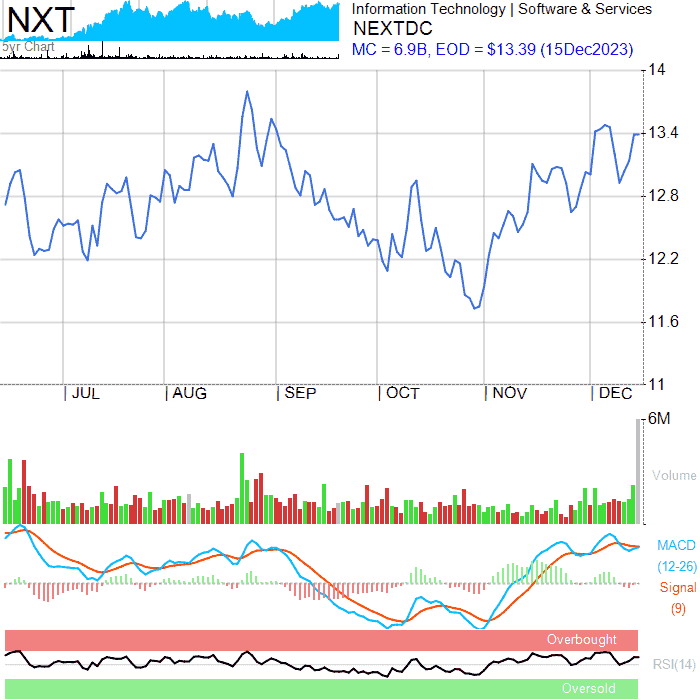 NXT
5yr Chart
Information Technology | Software & Services
NEXTDC
MC = 6.9B, EOD = $13.39 (15Dec2023)
14
13.4
12.8
12.2
11.6
11
JUL AUG SEP OCT NOV DEC
6M
Volume
MACD
(12-26)
Signal
(9)
Overbought
RSI(14)
Oversold